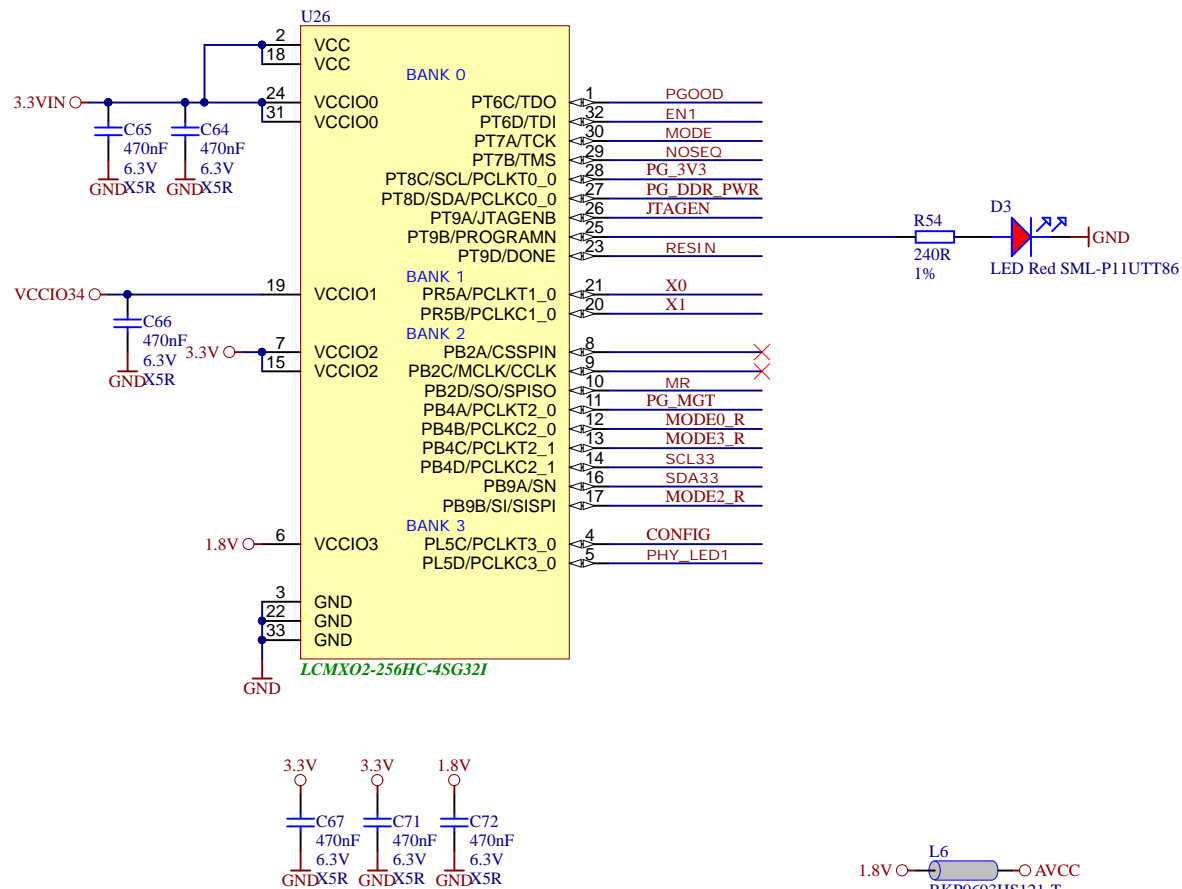 U26
2 VCC
18 VCC
BANK 0
3.3VIN
24 VCCIO0
31 VCCIO0
C65
470nF
6.3V
X5R
GND
C64
470nF
6.3V
X5R
GND
PT6C/TDO 1 PGOOD
PT6D/TDI 32 EN1
PT7A/TCK 30 MODE
PT7B/TMS 29 NOSEQ
PT8C/SCL/PCLKT0_0 28 PG_3V3
PT8D/SDA/PCLKC0_0 27 PG_DDR_PWR
PT9A/JTAGENB 26 JTAGEN
PT9B/PROGRAMN 25
PT9D/DONE 23 RESIN
R54
240R
1%
D3
GND
LED Red SML-P11UTT86
BANK 1
VCCIO34
19 VCCIO1
C66
470nF
6.3V
X5R
GND
PR5A/PCLKT1_0 21 X0
PR5B/PCLKC1_0 20 X1
BANK 2
3.3V
7 VCCIO2
15 VCCIO2
PB2A/CSSPIN 8
PB2C/MCLK/CCLK 9
PB2D/SO/SPISO 10 MR
PB4A/PCLKT2_0 11 PG_MGT
PB4B/PCLKC2_0 12 MODE0_R
PB4C/PCLKT2_1 13 MODE3_R
PB4D/PCLKC2_1 14 SCL33
PB9A/SN 16 SDA33
PB9B/SI/SISPI 17 MODE2_R
BANK 3
1.8V
6 VCCIO3
PL5C/PCLKT3_0 4 CONFIG
PL5D/PCLKC3_0 5 PHY_LED1
3 GND
22 GND
33 GND
GND
LCMXO2-256HC-4SG32I
3.3V
C67
470nF
6.3V
X5R
GND
3.3V
C71
470nF
6.3V
X5R
GND
1.8V
C72
470nF
6.3V
X5R
GND
L6
1.8V
AVCC